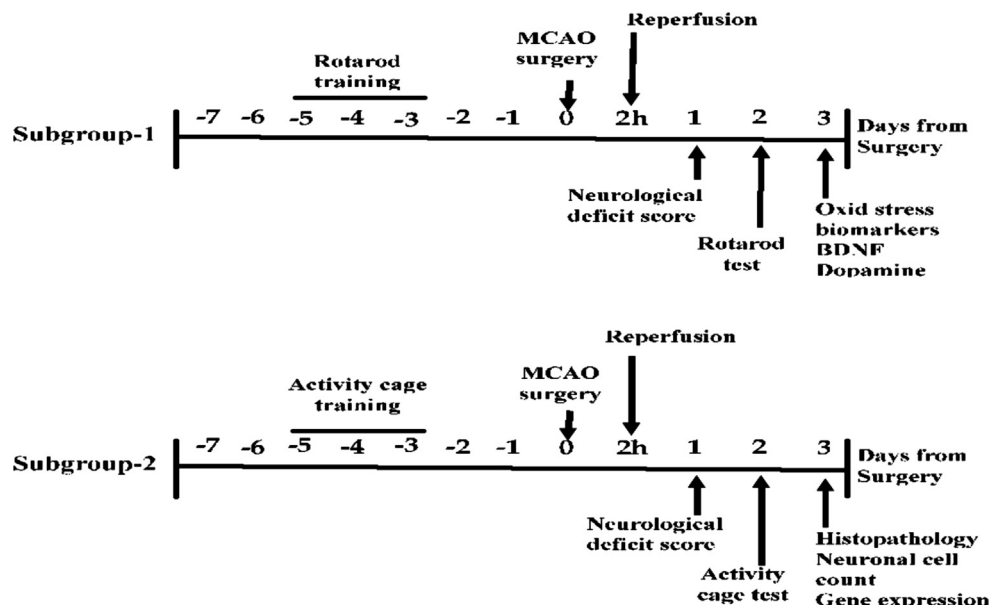 Reperfusion
MCAO
surgery
Rotarod
training
-7 -6 -5 -4 -3 -2 -1 0 2h 1 2 3
Subgroup-1
Days from
Surgery
Neurological
deficit score
Rotarod
test
Oxid stress
biomarkers
BDNF
Dopamine
Reperfusion
MCAO
surgery
Activity cage
training
-7 -6 -5 -4 -3 -2 -1 0 2h 1 2 3
Subgroup-2
Days from
Surgery
Neurological
deficit score
Activity
cage test
Histopathology
Neuronal cell
count
Gene expression